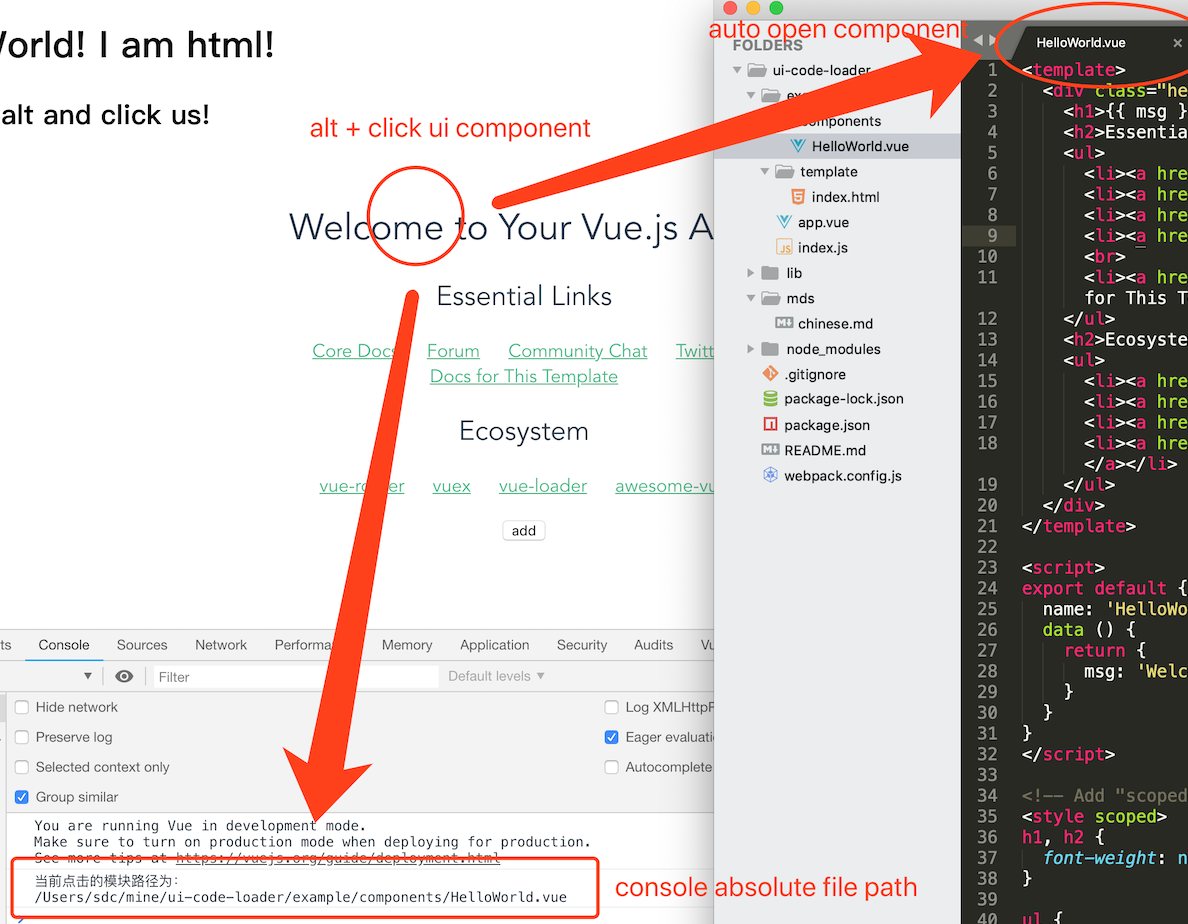 World! I am html!
alt and click us!
alt + click ui component
auto open component
Welcome to Your Vue.js A
Essential Links
Core Docs
Forum
Community Chat
Twitt
Docs for This Template
Ecosystem
vue-router
vuex
vue-loader
awesome-vu
add
ts
Console
Sources
Network
Performa
Memory
Application
Security
Audits
Vu
Filter
Default levels ▼
Hide network
Log XMLHttpR
Preserve log
Eager evaluati
Selected context only
Autocomplete
Group similar
You are running Vue in development mode.
Make sure to turn on production mode when deploying for production.
See more tips at https://vuejs.org/guide/deployment.html
当前点击的模块路径为：
/Users/sdc/mine/ui-code-loader/example/components/HelloWorld.vue
console absolute file path
FOLDERS
ui-code-loader
components
HelloWorld.vue
template
index.html
app.vue
index.js
lib
mds
chinese.md
node_modules
.gitignore
package-lock.json
package.json
README.md
webpack.config.js
HelloWorld.vue ×
1 <template>
2 <div class="he
3 <h1>{{ msg }
4 <h2>Essentia
5 <ul>
6 <li><a hre
7 <li><a hre
8 <li><a hre
9 <li><a hre
10 <br>
11 <li><a hre
for This T
12 </ul>
13 <h2>Ecosyste
14 <ul>
15 <li><a hre
16 <li><a hre
17 <li><a hre
18 <li><a hre
</a></li>
19 </ul>
20 </div>
21 </template>
22
23 <script>
24 export default {
25 name: 'HelloWo
26 data () {
27 return {
28 msg: 'Welc
29 }
30 }
31 }
32 </script>
33
34 <!-- Add "scoped
35 <style scoped>
36 h1, h2 {
37 font-weight: n
38 }
39
40 ul {